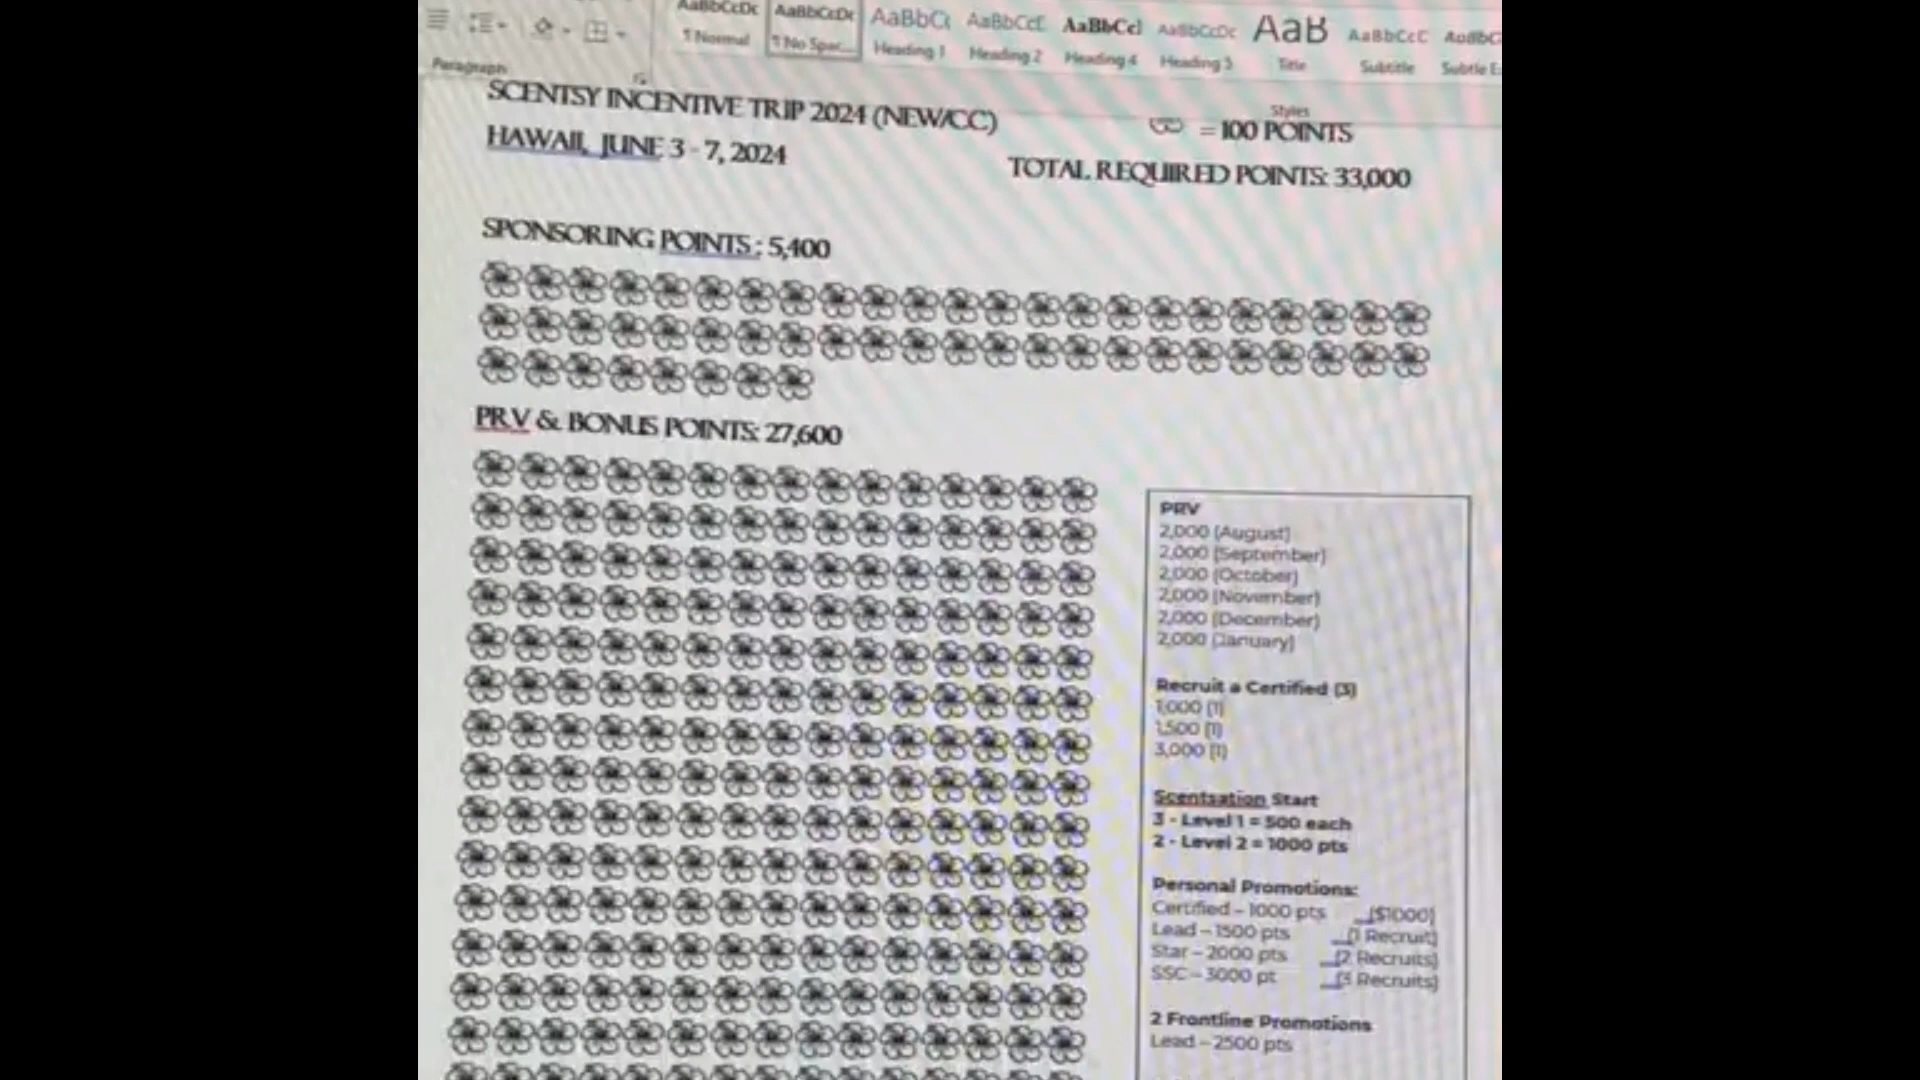 AaBbCcDc AaBbCcDc AaBbC( AaBbCcD AaBbCcI AaBbCcDc AaB AaBbCcC AaBbC
¶ Normal ¶ No Spac... Heading 1 Heading 2 Heading 4 Heading 5 Title Subtitle Subtle E
Paragraph
Styles
SCENTSY INCENTIVE TRIP 2024 (NEW/CC)
= 100 POINTS
HAWAII, JUNE 3 - 7, 2024
TOTAL REQUIRED POINTS: 33,000
SPONSORING POINTS : 5,400
PRV & BONUS POINTS: 27,600
PRV
2,000 (August)
2,000 (September)
2,000 (October)
2,000 (November)
2,000 (December)
2,000 (January)
Recruit a Certified (3)
1,000 (1)
1,500 (1)
3,000 (1)
Scentsation Start
3 - Level 1 = 500 each
2 - Level 2 = 1000 pts
Personal Promotions:
Certified – 1000 pts _($1000)
Lead – 1500 pts _(1 Recruit)
Star – 2000 pts _(2 Recruits)
SSC – 3000 pt _(3 Recruits)
2 Frontline Promotions
Lead – 2500 pts